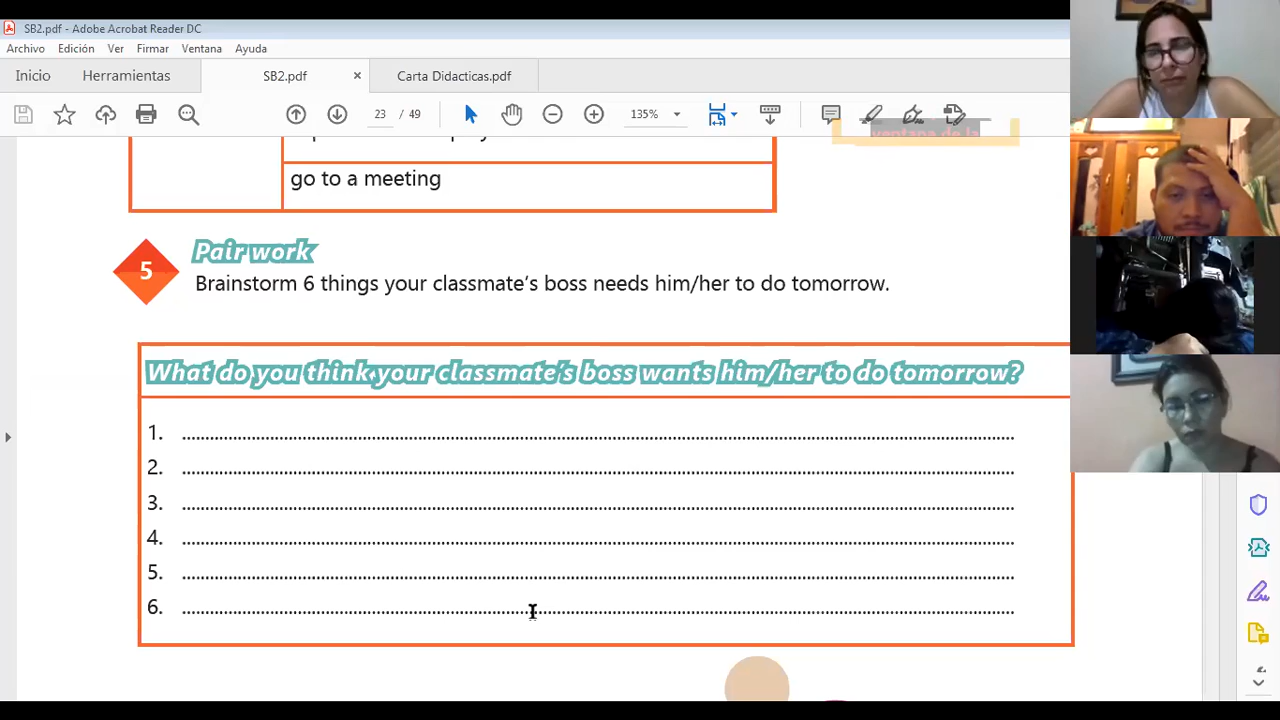 SB2.pdf - Adobe Acrobat Reader DC
Archivo Edición Ver Firmar Ventana Ayuda
Inicio Herramientas SB2.pdf × Carta Didacticas.pdf
23 / 49 135%
ventana de la
go to a meeting
5 Pair work
Brainstorm 6 things your classmate's boss needs him/her to do tomorrow.
What do you think your classmate's boss wants him/her to do tomorrow?
1. ........................................
2. ........................................
3. ........................................
4. ........................................
5. ........................................
6. ........................................